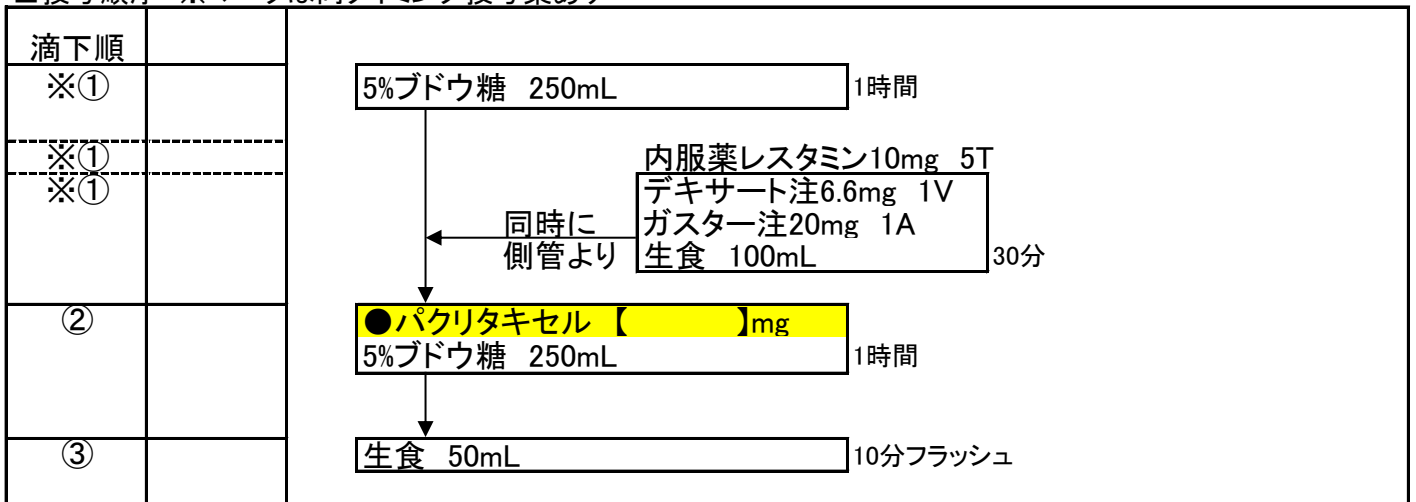 滴下順
※① 5%ブドウ糖 250mL 1時間
※① 内服薬レスタミン10mg 5T
※① デキサート注6.6mg 1V
同時に ガスター注20mg 1A
側管より 生食 100mL 30分
② ●パクリタキセル 【 】mg
5%ブドウ糖 250mL 1時間
③ 生食 50mL 10分フラッシュ